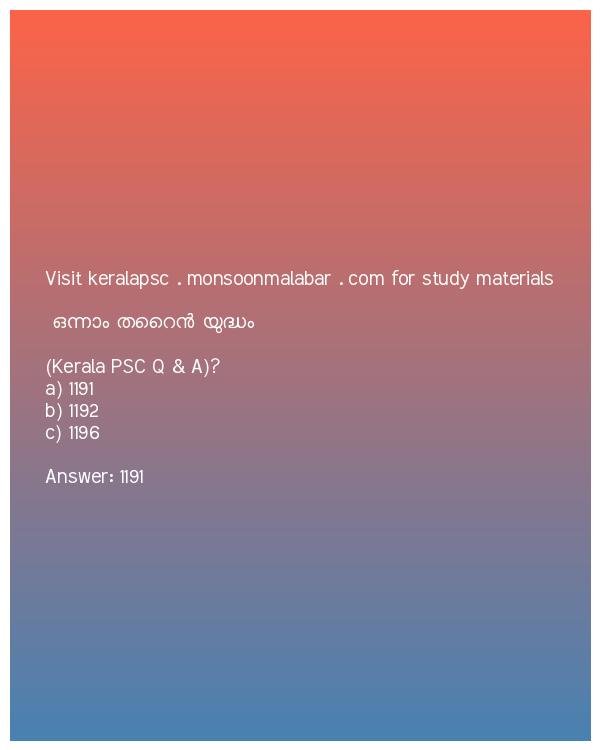 Visit keralapsc . monsoonmalabar . com for study materials
ഒന്നാം തറൈൻ യുദ്ധം
(Kerala PSC Q & A)?
a) 1191
b) 1192
c) 1196
Answer: 1191